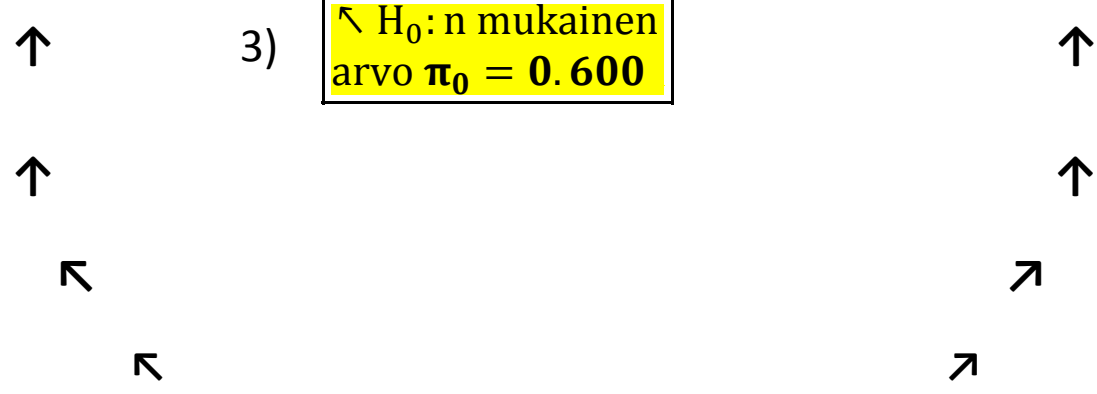 ↑ 3) ↖ H₀: n mukainen ↑
arvo π₀ = 0.600
↑ ↑
↖ ↗
↖ ↗